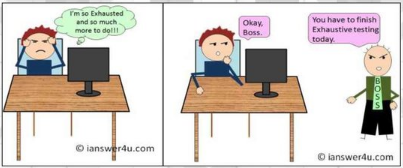 I'm so Exhausted
and so much
more to do!!!
© ianswer4u.com
Okay,
Boss.
You have to finish
Exhaustive testing
today.
BOSS
© ianswer4u.com